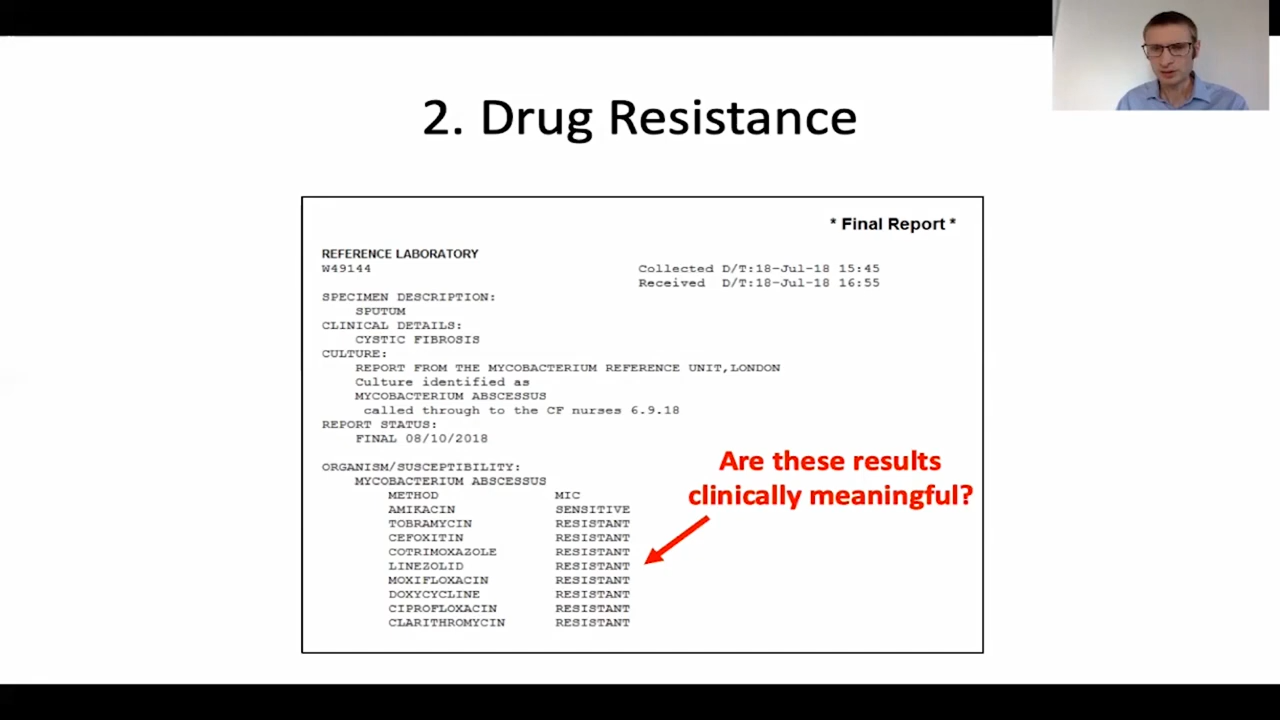 2. Drug Resistance
* Final Report *
REFERENCE LABORATORY
W49144
Collected D/T:18-Jul-18 15:45
Received D/T:18-Jul-18 16:55
SPECIMEN DESCRIPTION:
SPUTUM
CLINICAL DETAILS:
CYSTIC FIBROSIS
CULTURE:
REPORT FROM THE MYCOBACTERIUM REFERENCE UNIT,LONDON
Culture identified as
MYCOBACTERIUM ABSCESSUS
called through to the CF nurses 6.9.18
REPORT STATUS:
FINAL 08/10/2018
ORGANISM/SUSCEPTIBILITY:
MYCOBACTERIUM ABSCESSUS
METHOD MIC
AMIKACIN SENSITIVE
TOBRAMYCIN RESISTANT
CEFOXITIN RESISTANT
COTRIMOXAZOLE RESISTANT
LINEZOLID RESISTANT
MOXIFLOXACIN RESISTANT
DOXYCYCLINE RESISTANT
CIPROFLOXACIN RESISTANT
CLARITHROMYCIN RESISTANT
Are these results
clinically meaningful?